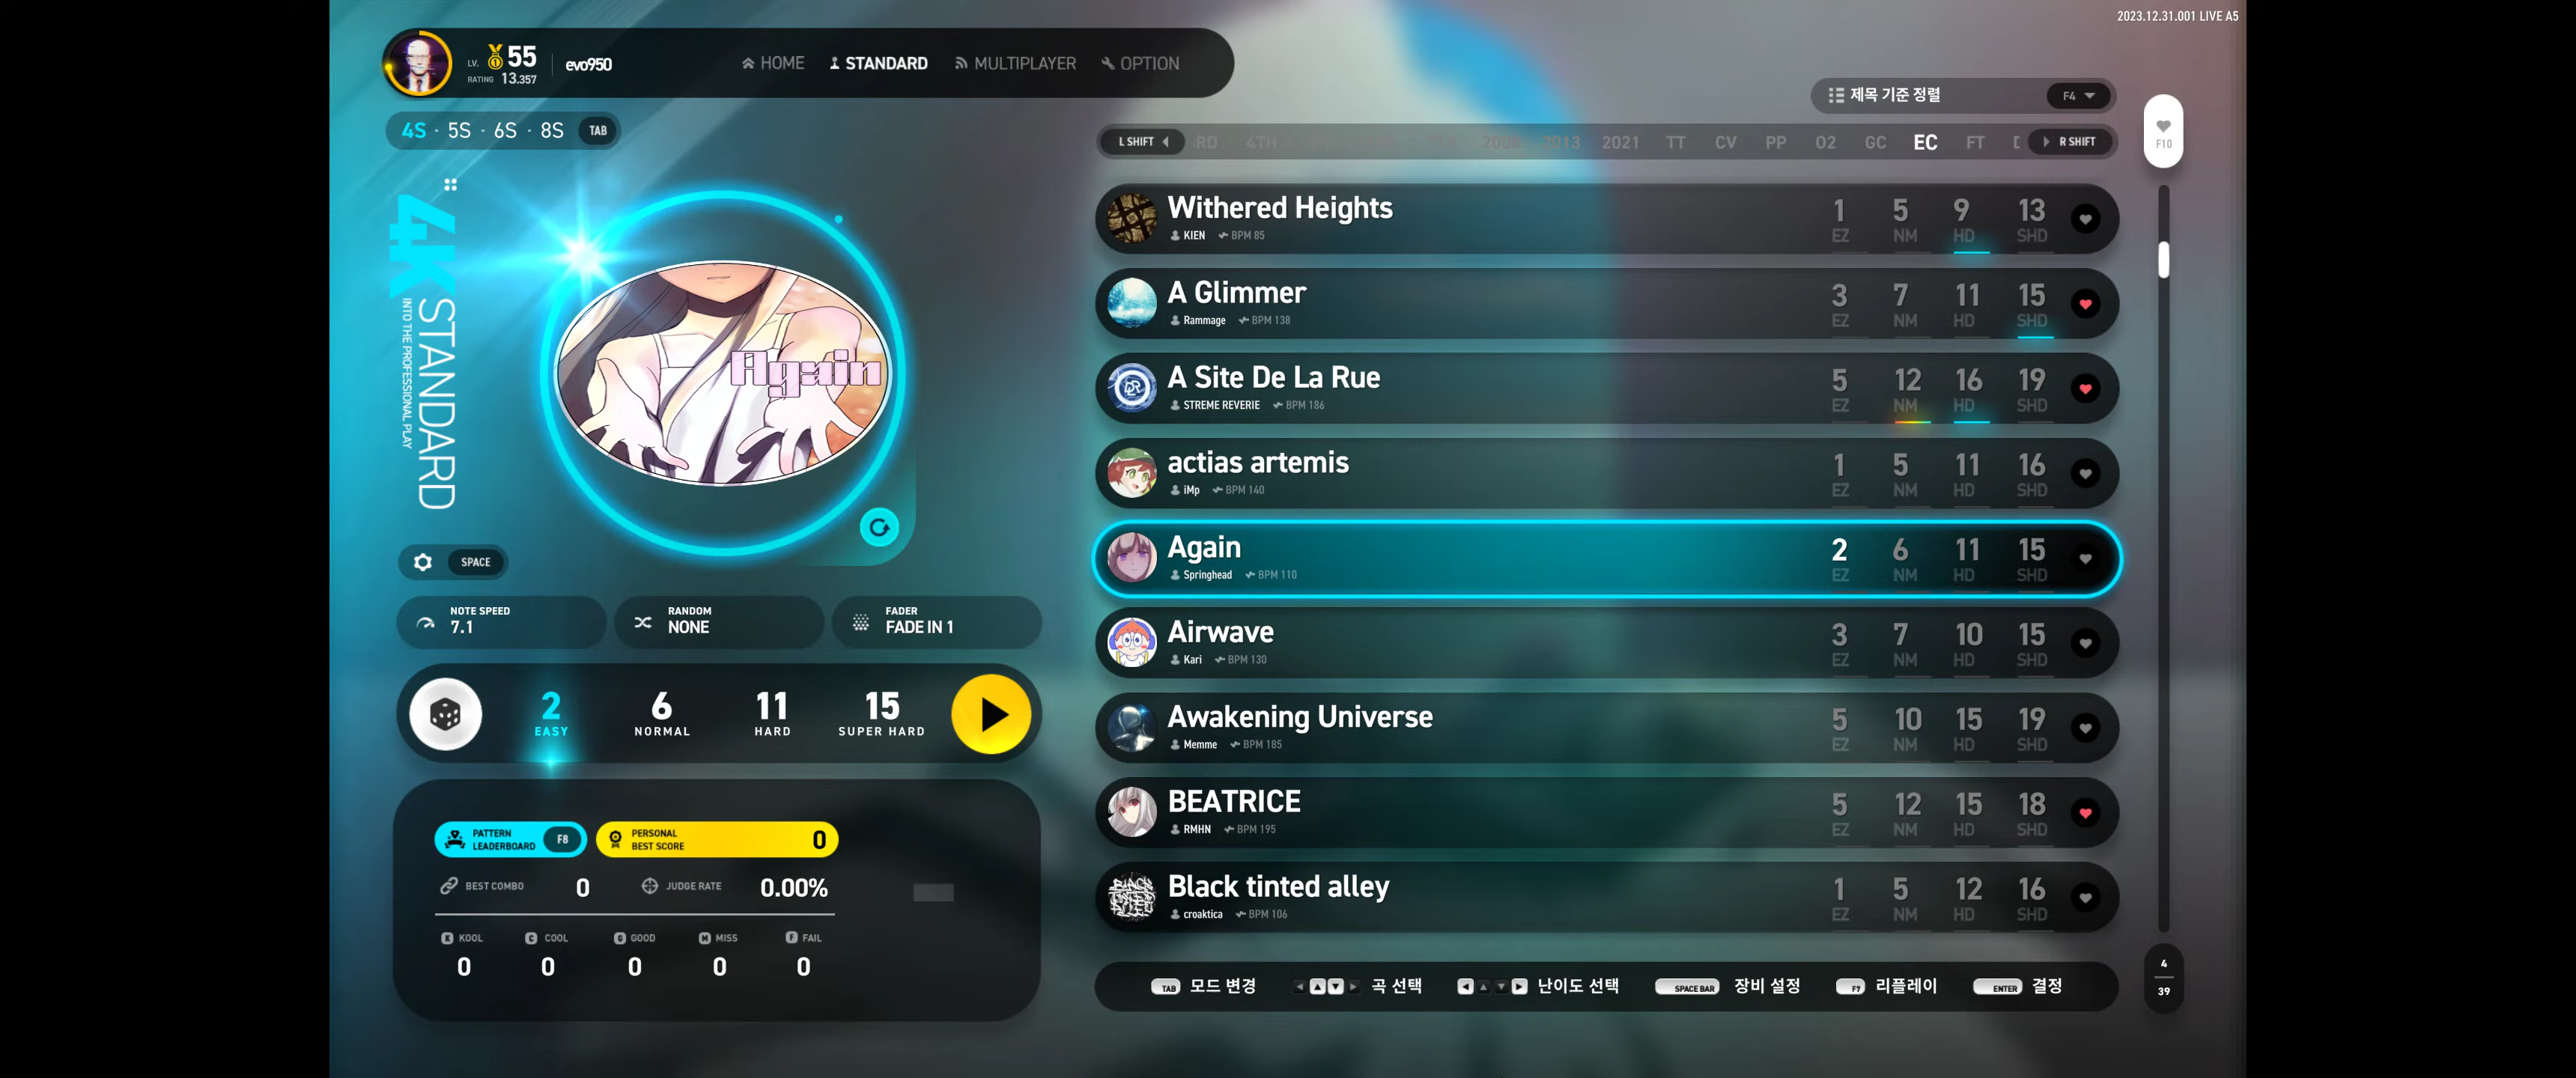 2023.12.31.001 LIVE A5
LV. 55
RATING 13.357
evo950
HOME
STANDARD
MULTIPLAYER
OPTION
4S · 5S · 6S · 8S TAB
제목 기준 정렬 F4
L SHIFT RD 4TH 2008 2013 2021 TT CV PP O2 GC EC FT R SHIFT
F10
4K STANDARD
INTO THE PROFESSIONAL PLAY
Again
SPACE
NOTE SPEED
7.1
RANDOM
NONE
FADER
FADE IN 1
2 6 11 15
EASY NORMAL HARD SUPER HARD
PATTERN
LEADERBOARD
F8
PERSONAL
BEST SCORE
0
BEST COMBO 0
JUDGE RATE 0.00%
K KOOL C COOL G GOOD M MISS F FAIL
0 0 0 0 0
Withered Heights
KIEN BPM 85
1 5 9 13
EZ NM HD SHD
A Glimmer
Rammage BPM 138
3 7 11 15
EZ NM HD SHD
A Site De La Rue
STREME REVERIE BPM 186
5 12 16 19
EZ NM HD SHD
actias artemis
iMp BPM 140
1 5 11 16
EZ NM HD SHD
Again
Springhead BPM 110
2 6 11 15
EZ NM HD SHD
Airwave
Kari BPM 130
3 7 10 15
EZ NM HD SHD
Awakening Universe
Memme BPM 185
5 10 15 19
EZ NM HD SHD
BEATRICE
RMHN BPM 195
5 12 15 18
EZ NM HD SHD
Black tinted alley
croaktica BPM 106
1 5 12 16
EZ NM HD SHD
TAB 모드 변경 곡 선택 난이도 선택 SPACE BAR 장비 설정 F7 리플레이 ENTER 결정
4
39